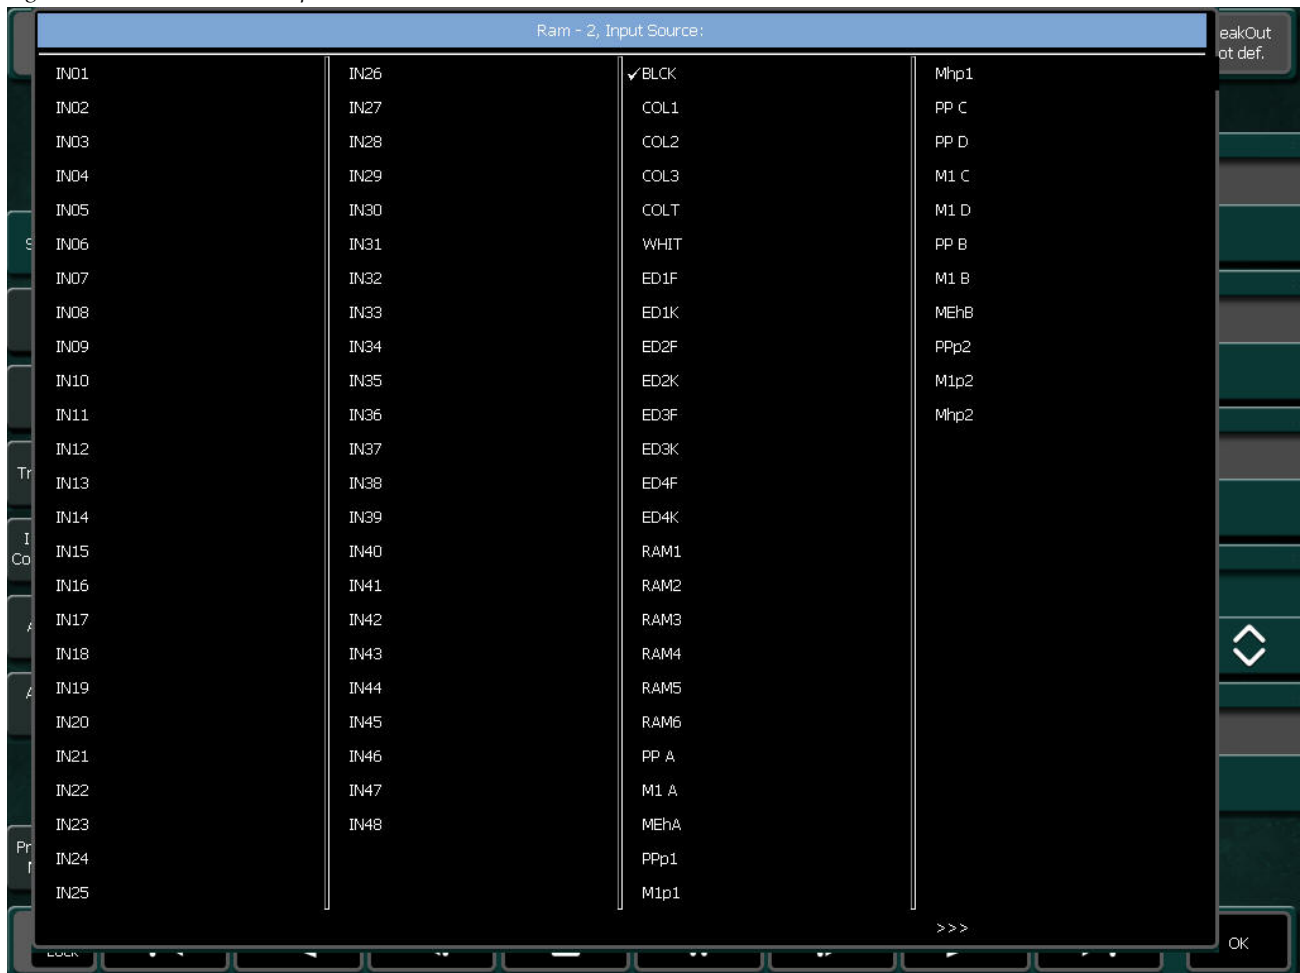 Ram - 2, Input Source:
eakOut
ot def.
IN01
IN02
IN03
IN04
IN05
IN06
IN07
IN08
IN09
IN10
IN11
IN12
IN13
IN14
IN15
IN16
IN17
IN18
IN19
IN20
IN21
IN22
IN23
IN24
IN25
IN26
IN27
IN28
IN29
IN30
IN31
IN32
IN33
IN34
IN35
IN36
IN37
IN38
IN39
IN40
IN41
IN42
IN43
IN44
IN45
IN46
IN47
IN48
✓BLCK
COL1
COL2
COL3
COLT
WHIT
ED1F
ED1K
ED2F
ED2K
ED3F
ED3K
ED4F
ED4K
RAM1
RAM2
RAM3
RAM4
RAM5
RAM6
PP A
M1 A
MEhA
PPp1
M1p1
Mhp1
PP C
PP D
M1 C
M1 D
PP B
M1 B
MEhB
PPp2
M1p2
Mhp2
>>>
Tr
I
Co
Pr
OK